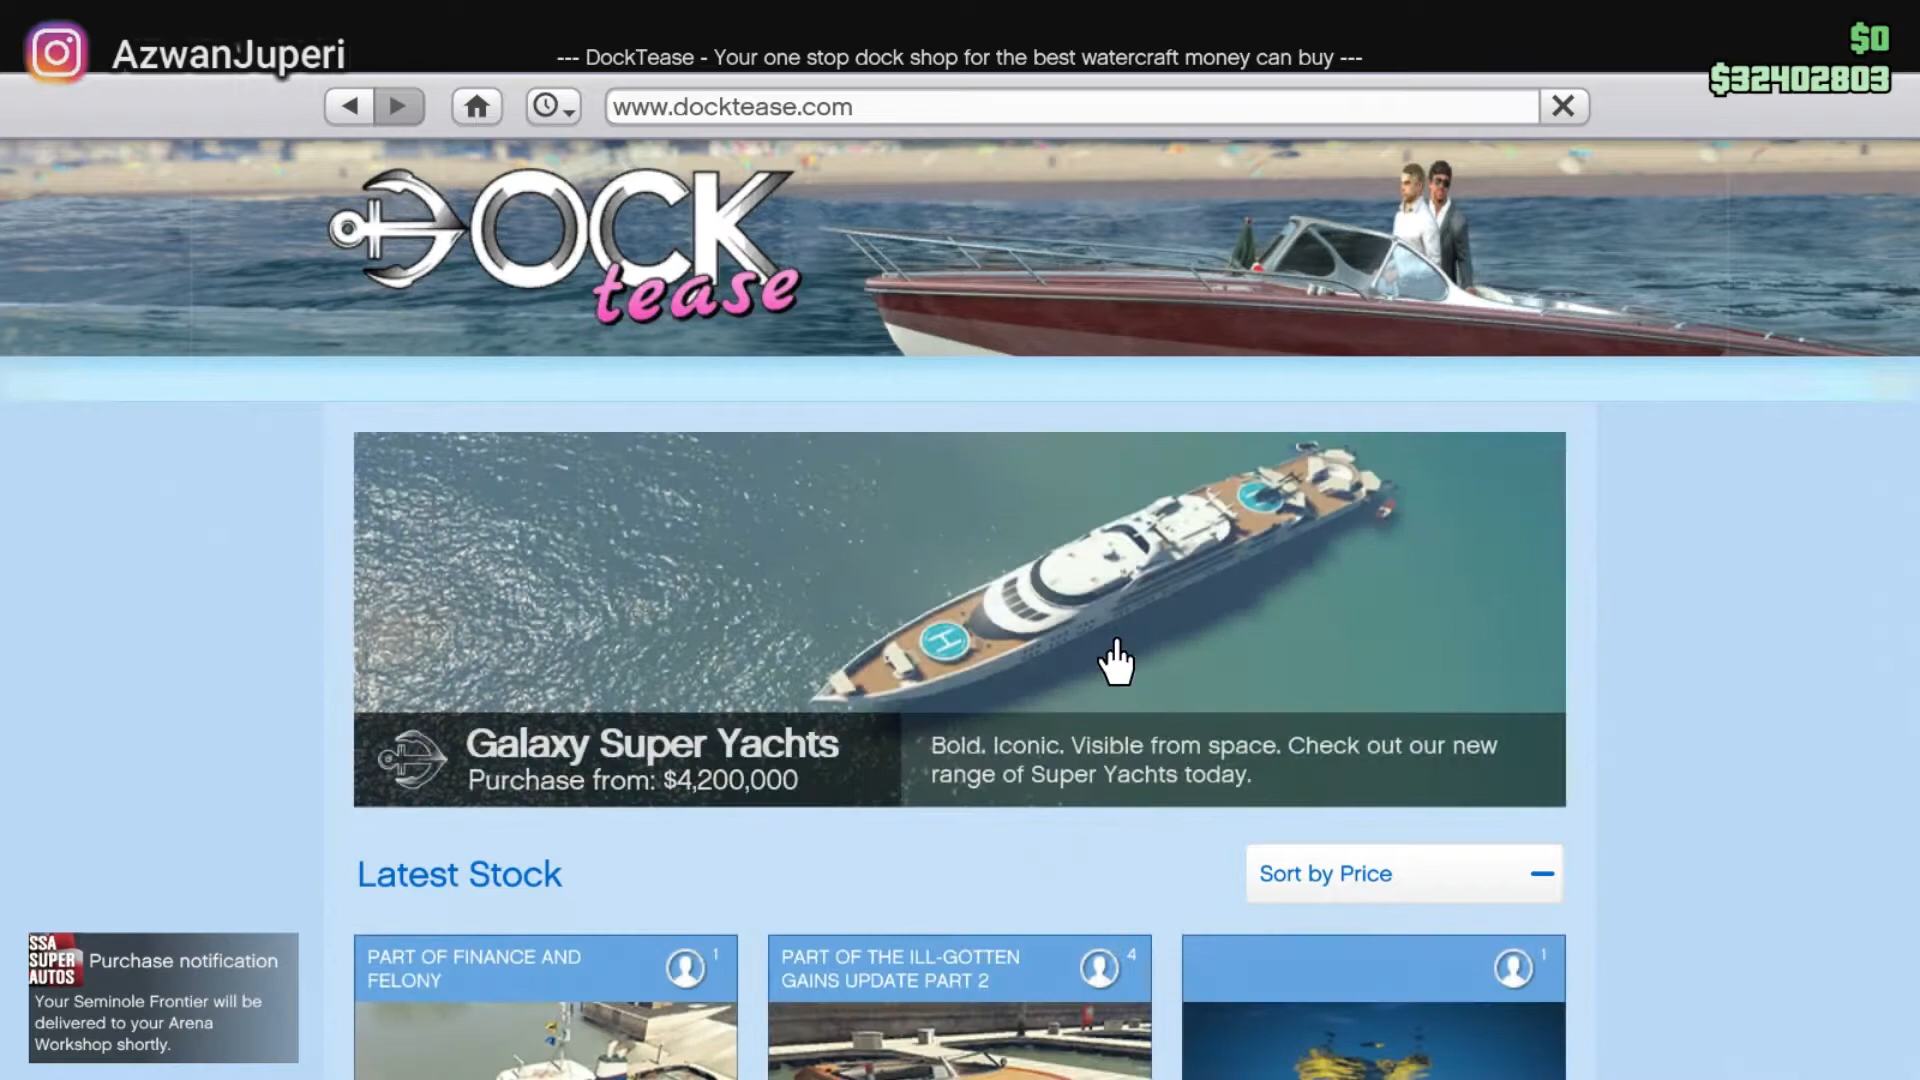 AzwanJuperi
--- DockTease - Your one stop dock shop for the best watercraft money can buy ---
$0
$32402803
www.docktease.com
DOCK
tease
Galaxy Super Yachts
Purchase from: $4,200,000
Bold. Iconic. Visible from space. Check out our new
range of Super Yachts today.
Latest Stock
Sort by Price
PART OF FINANCE AND
FELONY
1
PART OF THE ILL-GOTTEN
GAINS UPDATE PART 2
4
1
SSA
SUPER
AUTOS
Purchase notification
Your Seminole Frontier will be
delivered to your Arena
Workshop shortly.